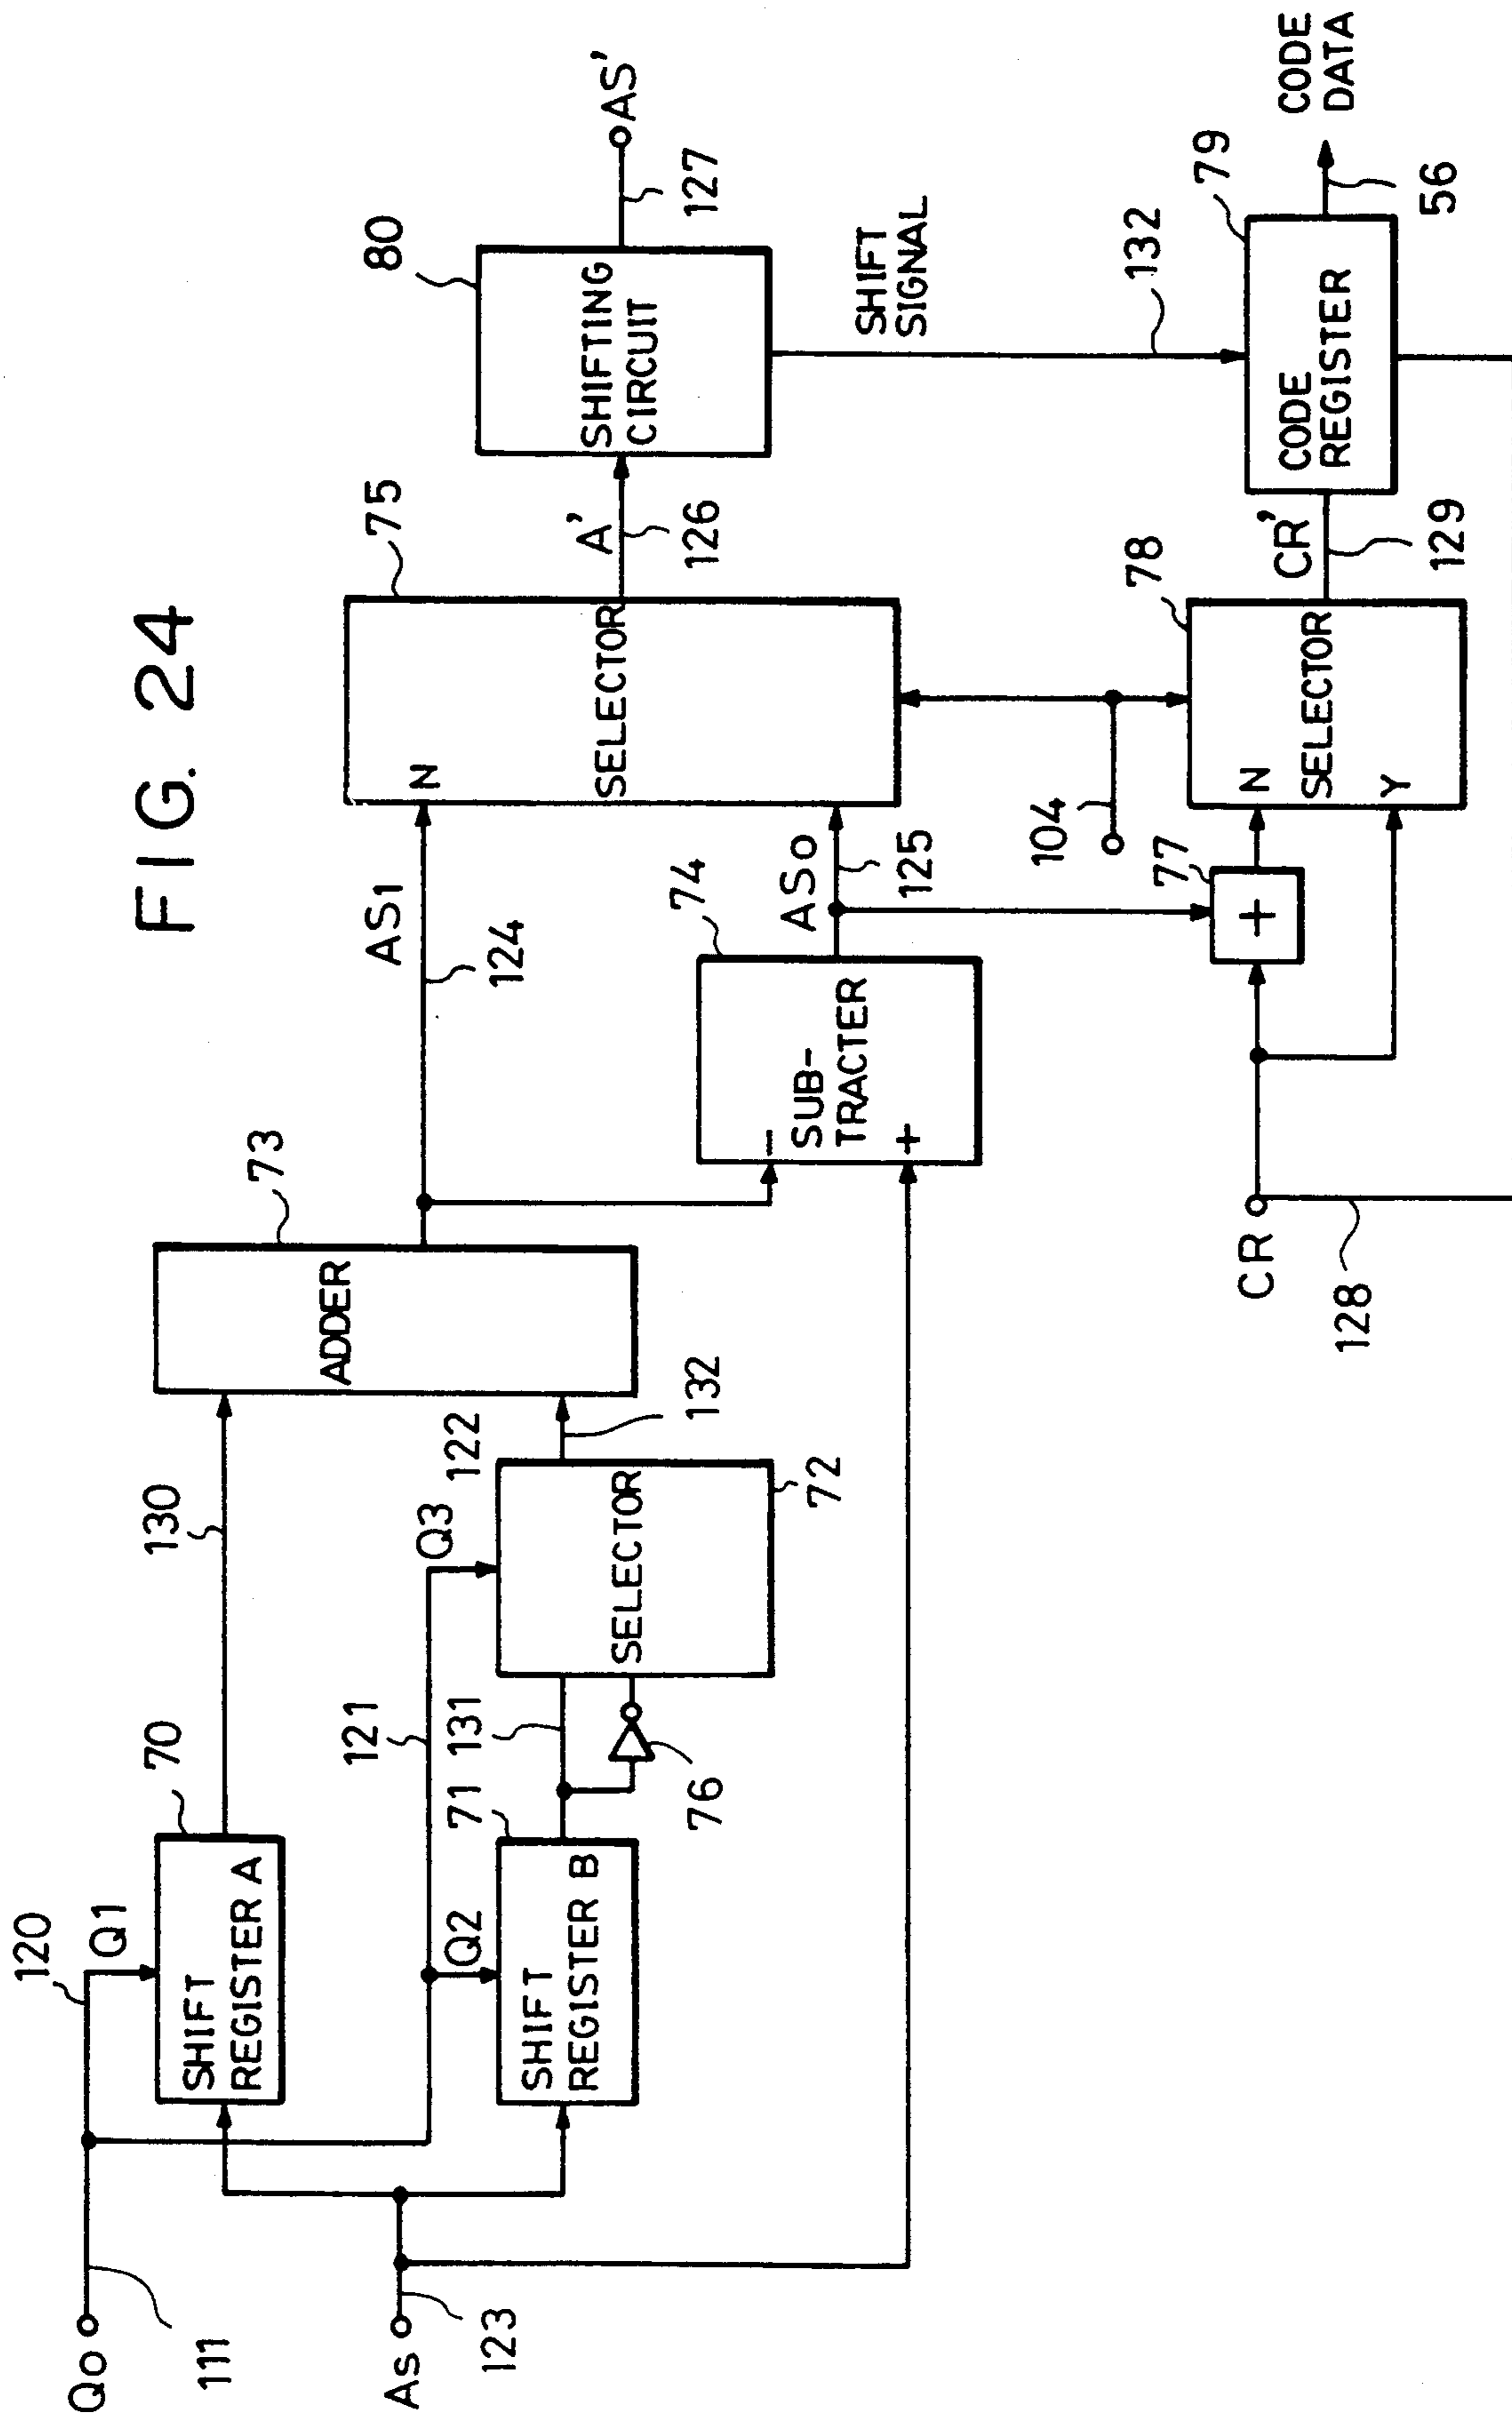 FIG. 24
Qo
111
120
Q1
70
SHIFT
REGISTER A
130
As
123
121
Q2
71
SHIFT
REGISTER B
131
76
Q3
122
SELECTOR
72
132
73
ADDER
AS1
124
74
SUB-
TRACTER
-
+
ASo
125
75
N
SELECTOR
A'
126
80
SHIFTING
CIRCUIT
AS'
127
SHIFT
SIGNAL
132
104
CR
128
77
+
78
N
SELECTOR
Y
CR'
129
79
CODE
REGISTER
56
CODE
DATA